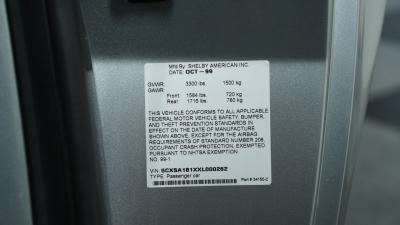 Mfd By: SHELBY AMERICAN INC.
DATE: OCT - 99
GVWR: 3300 lbs. 1500 kg
GAWR:
Front: 1584 lbs. 720 kg
Rear: 1716 lbs. 780 kg
THIS VEHICLE CONFORMS TO ALL APPLICABLE
FEDERAL MOTOR VEHICLE SAFETY, BUMPER,
AND THEFT PREVENTION STANDARDS IN
EFFECT ON THE DATE OF MANUFACTURE
SHOWN ABOVE, EXCEPT FOR THE AIRBAG
REQUIREMENTS OF STANDARD 208,
OCCUPANT CRASH PROTECTION, EXEMPTED
PURSUANT TO NHTSA EXEMPTION
NO. 99-1
VIN: 5CXSA181XXL000262
TYPE: Passenger car
Part # 34150-2